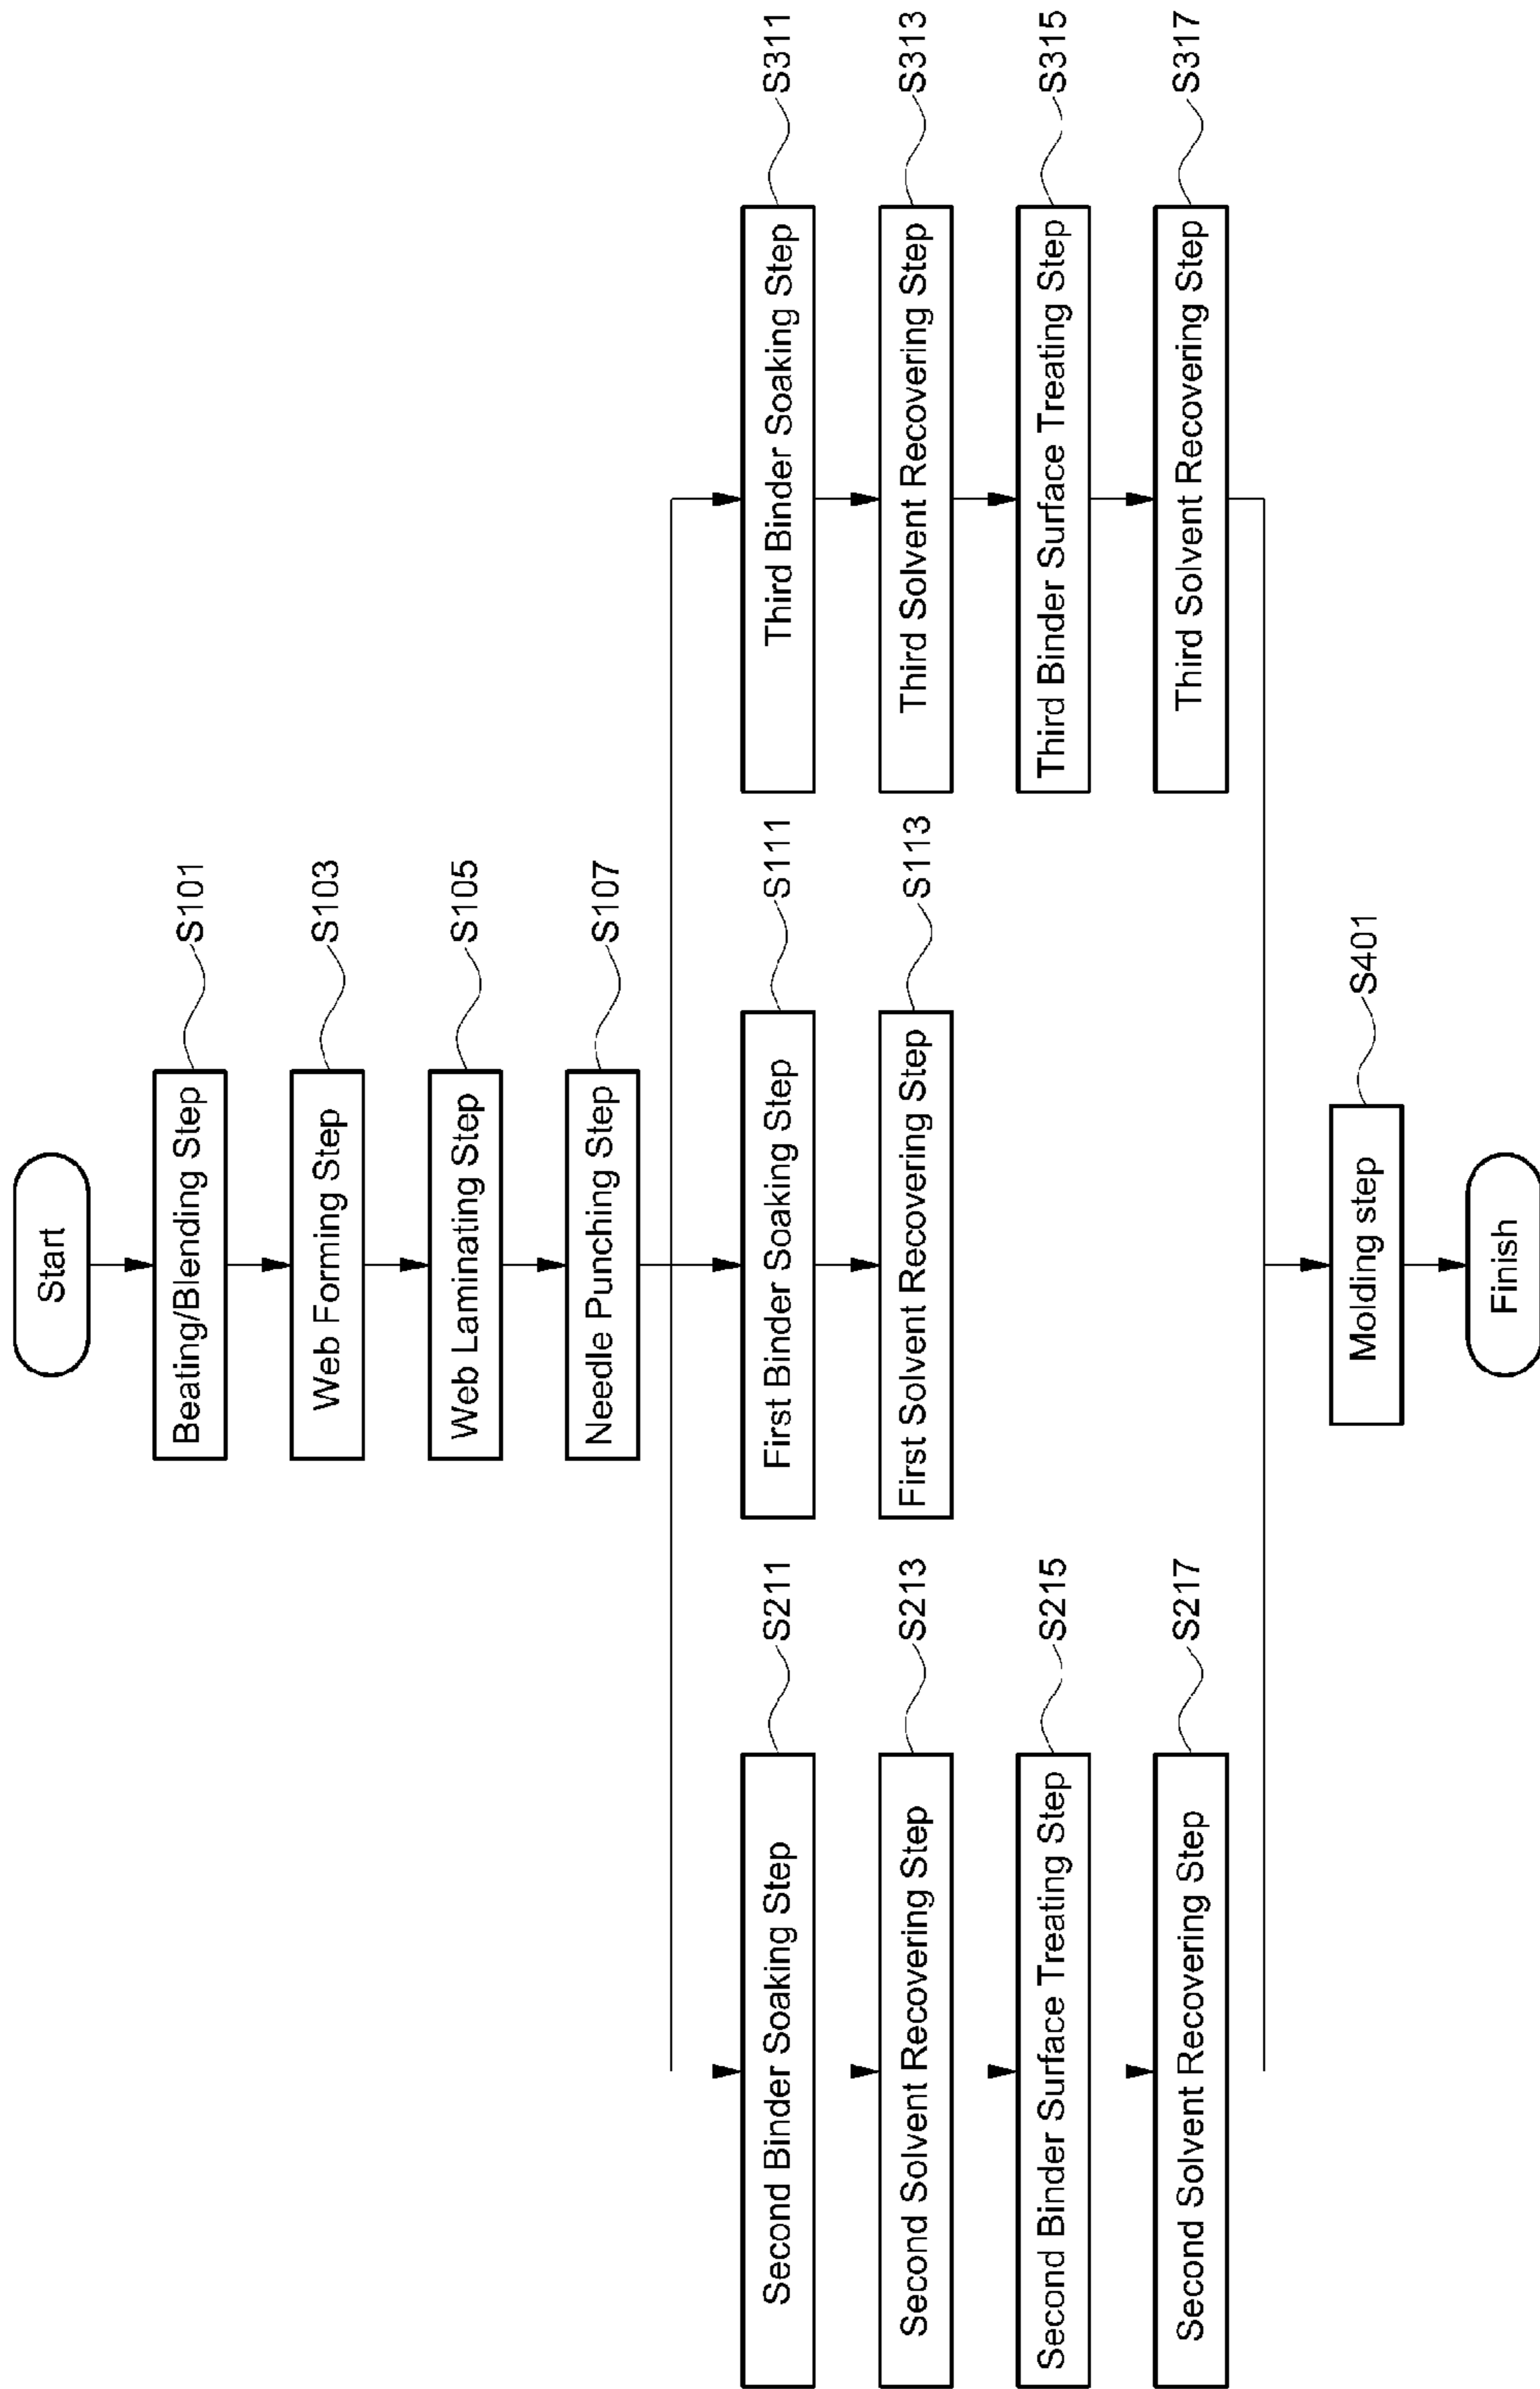 Start
Beating/Blending Step
S101
Web Forming Step
S103
Web Laminating Step
S105
Needle Punching Step
S107
Second Binder Soaking Step
S211
First Binder Soaking Step
S111
Third Binder Soaking Step
S311
Second Solvent Recovering Step
S213
First Solvent Recovering Step
S113
Third Solvent Recovering Step
S313
Second Binder Surface Treating Step
S215
Third Binder Surface Treating Step
S315
Second Solvent Recovering Step
S217
Third Solvent Recovering Step
S317
Molding step
S401
Finish